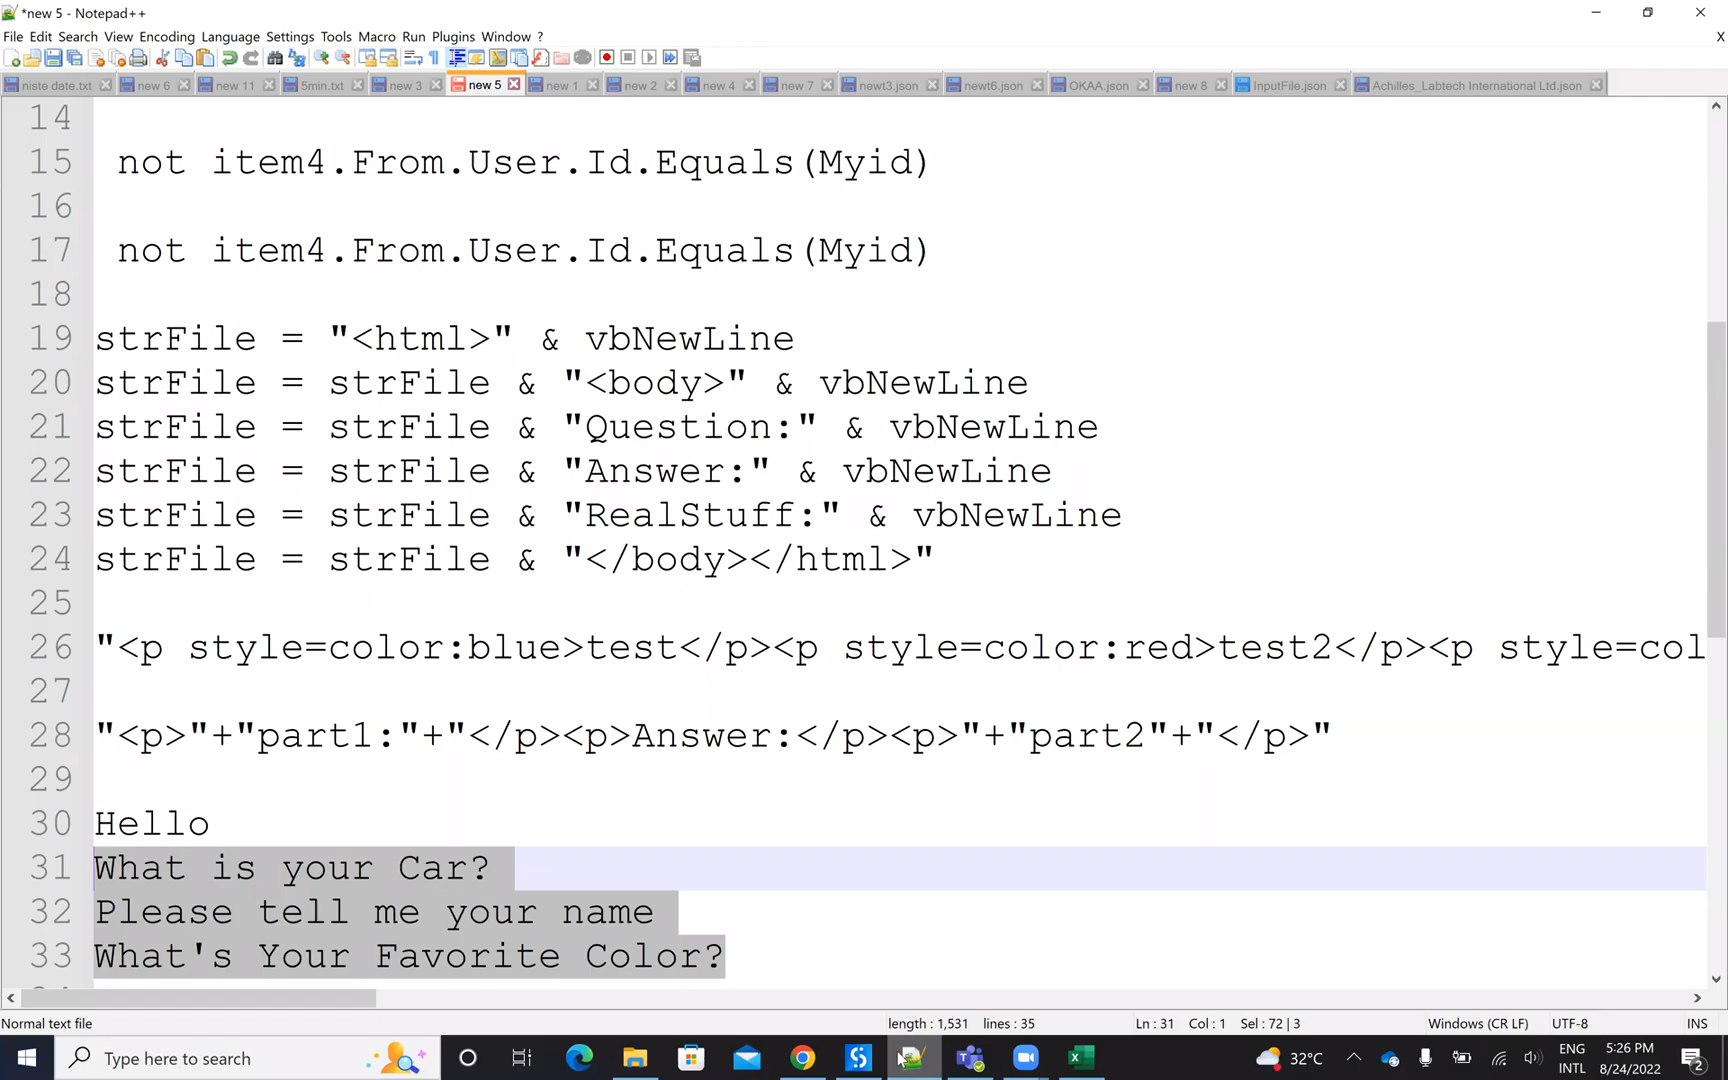 *new 5 - Notepad++
File Edit Search View Encoding Language Settings Tools Macro Run Plugins Window ? X
niste date.txt new 6 new 11 5min.txt new 3 new 5 new 1 new 2 new 4 new 7 newt3.json newt6.json OKAA.json new 8 InputFile.json Achilles_Labtech International Ltd.json
14
15 not item4.From.User.Id.Equals(Myid)
16
17 not item4.From.User.Id.Equals(Myid)
18
19 strFile = "<html>" & vbNewLine
20 strFile = strFile & "<body>" & vbNewLine
21 strFile = strFile & "Question:" & vbNewLine
22 strFile = strFile & "Answer:" & vbNewLine
23 strFile = strFile & "RealStuff:" & vbNewLine
24 strFile = strFile & "</body></html>"
25
26 "<p style=color:blue>test</p><p style=color:red>test2</p><p style=col
27
28 "<p>"+"part1:"+"</p><p>Answer:</p><p>"+"part2"+"</p>"
29
30 Hello
31 What is your Car?
32 Please tell me your name
33 What's Your Favorite Color?
Normal text file length : 1,531 lines : 35 Ln : 31 Col : 1 Sel : 72 | 3 Windows (CR LF) UTF-8 INS
Type here to search 32°C ENG INTL 5:26 PM 8/24/2022 2